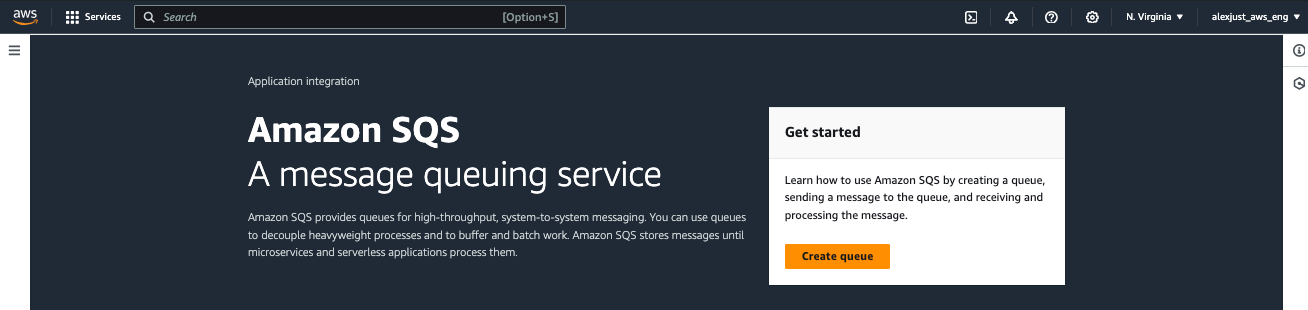 aws
Services
Search
[Option+S]
N. Virginia
alexjust_aws_eng
Application integration
Amazon SQS
A message queuing service
Amazon SQS provides queues for high-throughput, system-to-system messaging. You can use queues
to decouple heavyweight processes and to buffer and batch work. Amazon SQS stores messages until
microservices and serverless applications process them.
Get started
Learn how to use Amazon SQS by creating a queue,
sending a message to the queue, and receiving and
processing the message.
Create queue